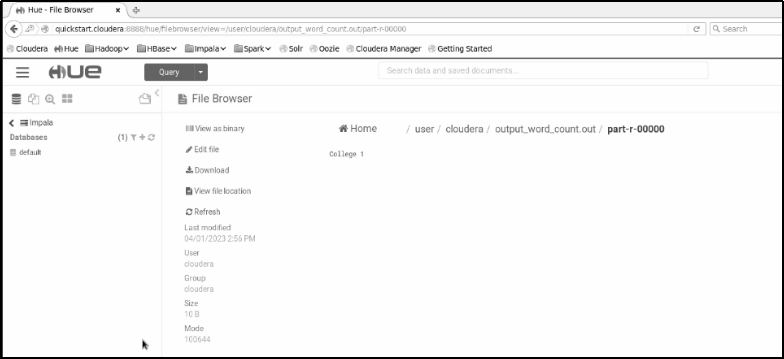 Hue - File Browser
quickstart.cloudera:8888/hue/filebrowser/view=/user/cloudera/output_word_count.out/part-r-00000
Search
Cloudera Hue Hadoop HBase Impala Spark Solr Oozie Cloudera Manager Getting Started
HUE Query Search data and saved documents...
File Browser
Impala
Databases (1)
default
View as binary
Home / user / cloudera / output_word_count.out / part-r-00000
Edit file
College 1
Download
View file location
Refresh
Last modified
04/01/2023 2:56 PM
User
cloudera
Group
cloudera
Size
10 B
Mode
100644